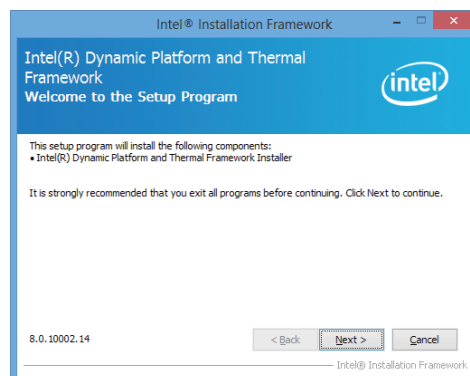 Intel® Installation Framework
Intel(R) Dynamic Platform and Thermal
Framework
Welcome to the Setup Program
intel
This setup program will install the following components:
• Intel(R) Dynamic Platform and Thermal Framework Installer
It is strongly recommended that you exit all programs before continuing. Click Next to continue.
8.0.10002.14
< Back
Next >
Cancel
Intel® Installation Framework